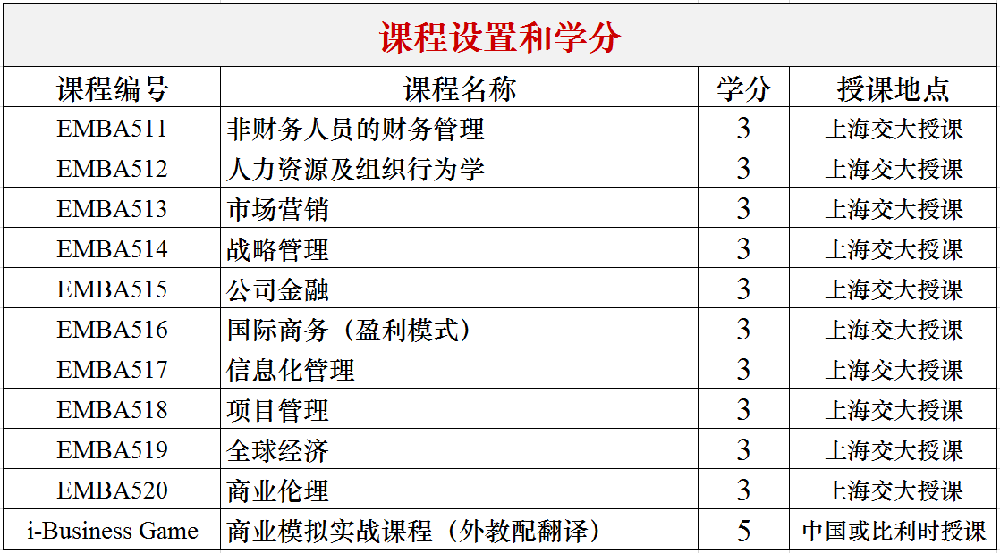 课程设置和学分
课程编号 课程名称 学分 授课地点
EMBA511 非财务人员的财务管理 3 上海交大授课
EMBA512 人力资源及组织行为学 3 上海交大授课
EMBA513 市场营销 3 上海交大授课
EMBA514 战略管理 3 上海交大授课
EMBA515 公司金融 3 上海交大授课
EMBA516 国际商务（盈利模式） 3 上海交大授课
EMBA517 信息化管理 3 上海交大授课
EMBA518 项目管理 3 上海交大授课
EMBA519 全球经济 3 上海交大授课
EMBA520 商业伦理 3 上海交大授课
i-Business Game 商业模拟实战课程（外教配翻译） 5 中国或比利时授课